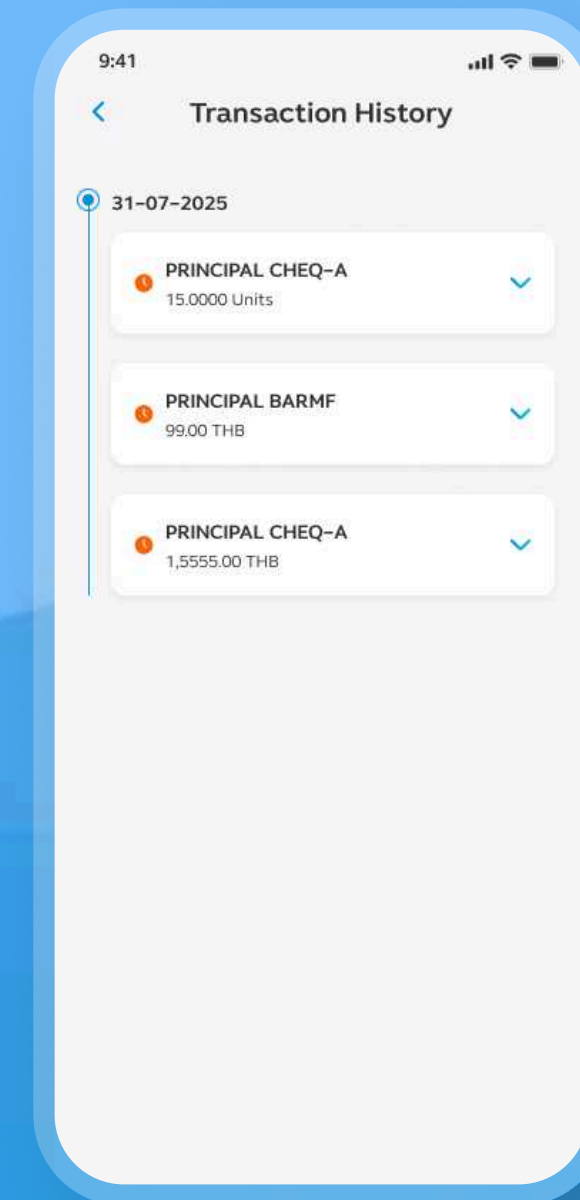 9:41
Transaction History
31-07-2025
PRINCIPAL CHEQ-A
15.0000 Units
PRINCIPAL BARMF
99.00 THB
PRINCIPAL CHEQ-A
1,5555.00 THB